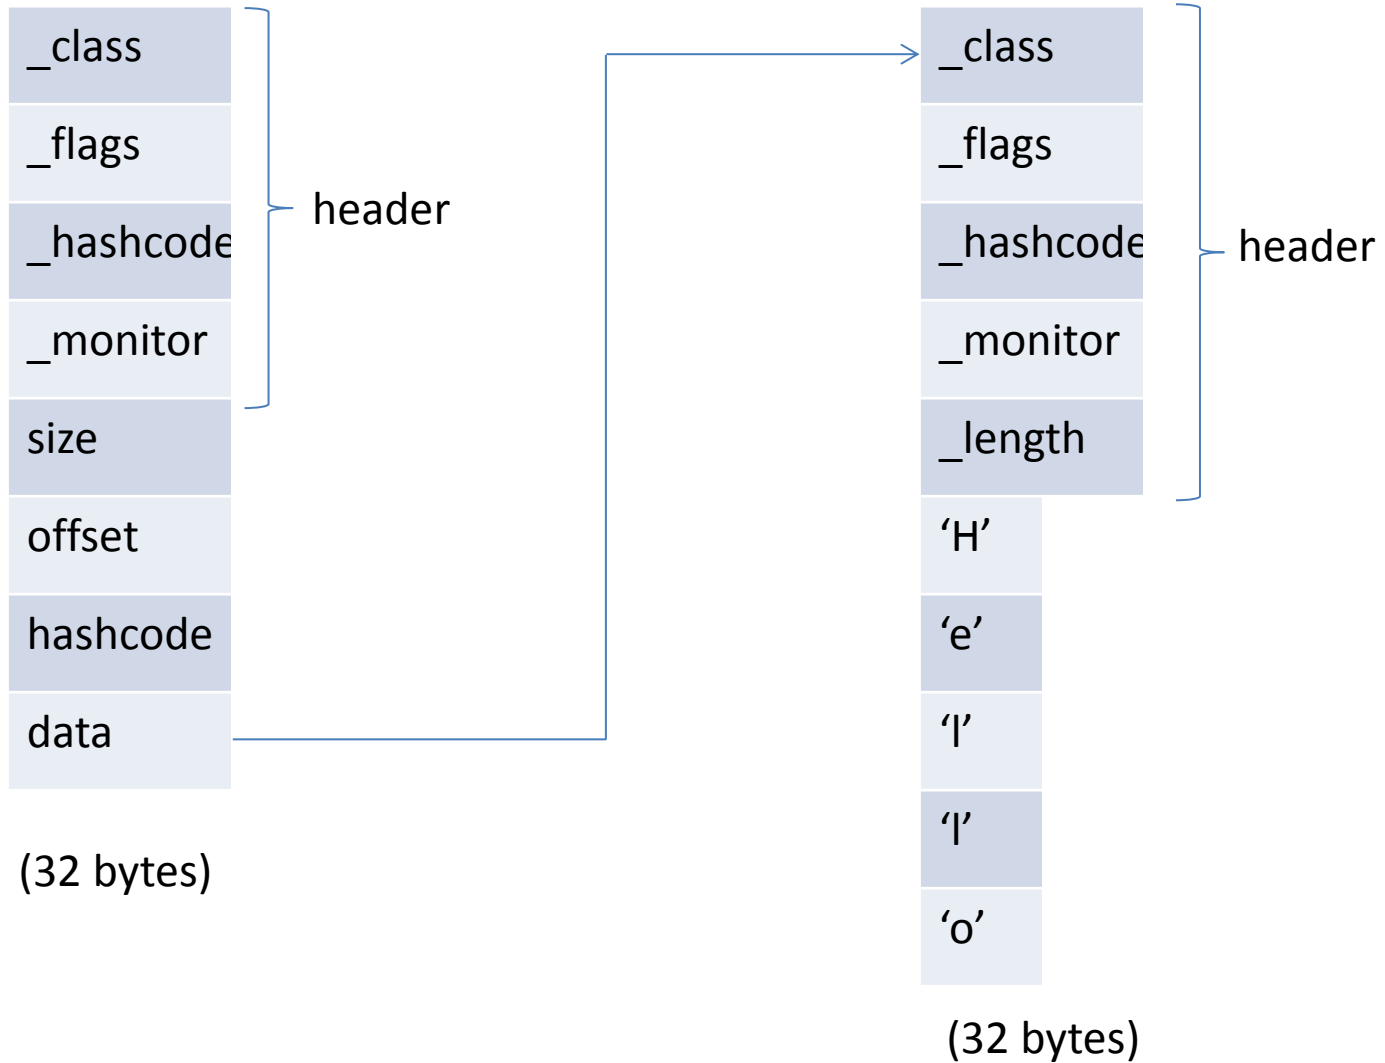 _class
_flags
_hashcode
_monitor
header
size
offset
hashcode
data
(32 bytes)
_class
_flags
_hashcode
_monitor
_length
header
‘H’
‘e’
‘l’
‘l’
‘o’
(32 bytes)